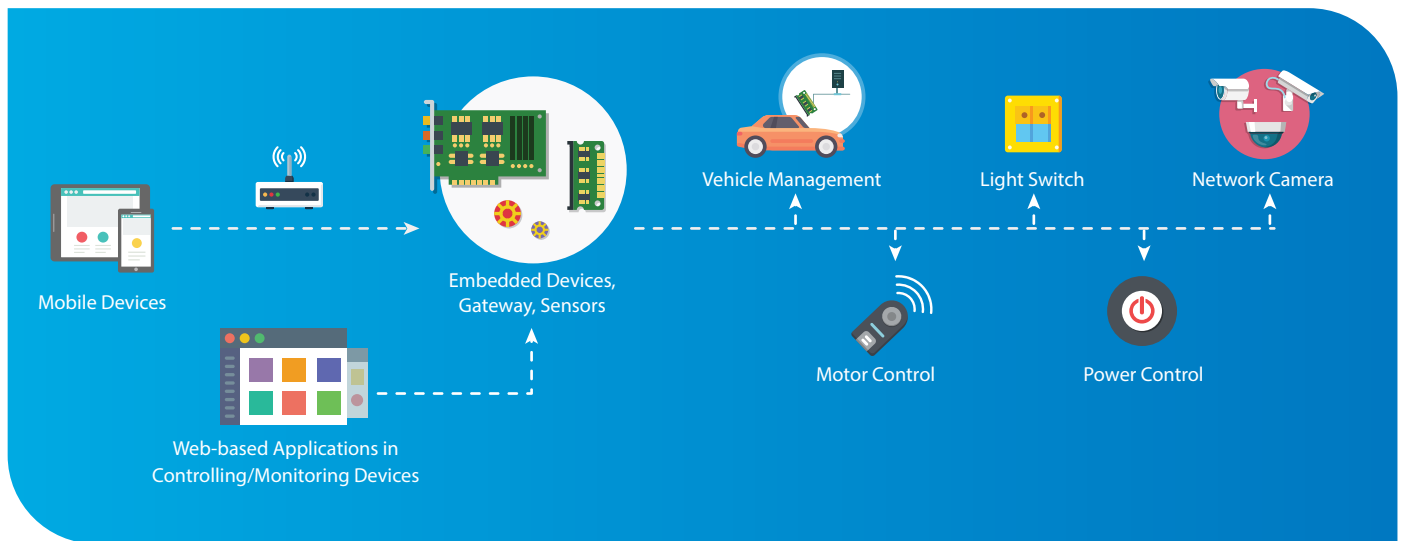 Vehicle Management
Light Switch
Network Camera
Mobile Devices
Embedded Devices,
Gateway, Sensors
Motor Control
Power Control
Web-based Applications in
Controlling/Monitoring Devices